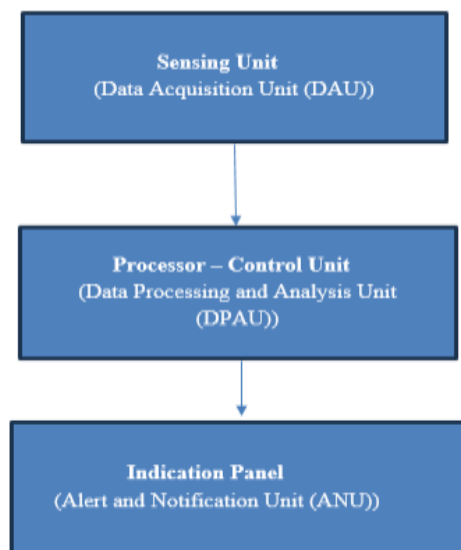 Sensing Unit
(Data Acquisition Unit (DAU))
Processor – Control Unit
(Data Processing and Analysis Unit
(DPAU))
Indication Panel
(Alert and Notification Unit (ANU))